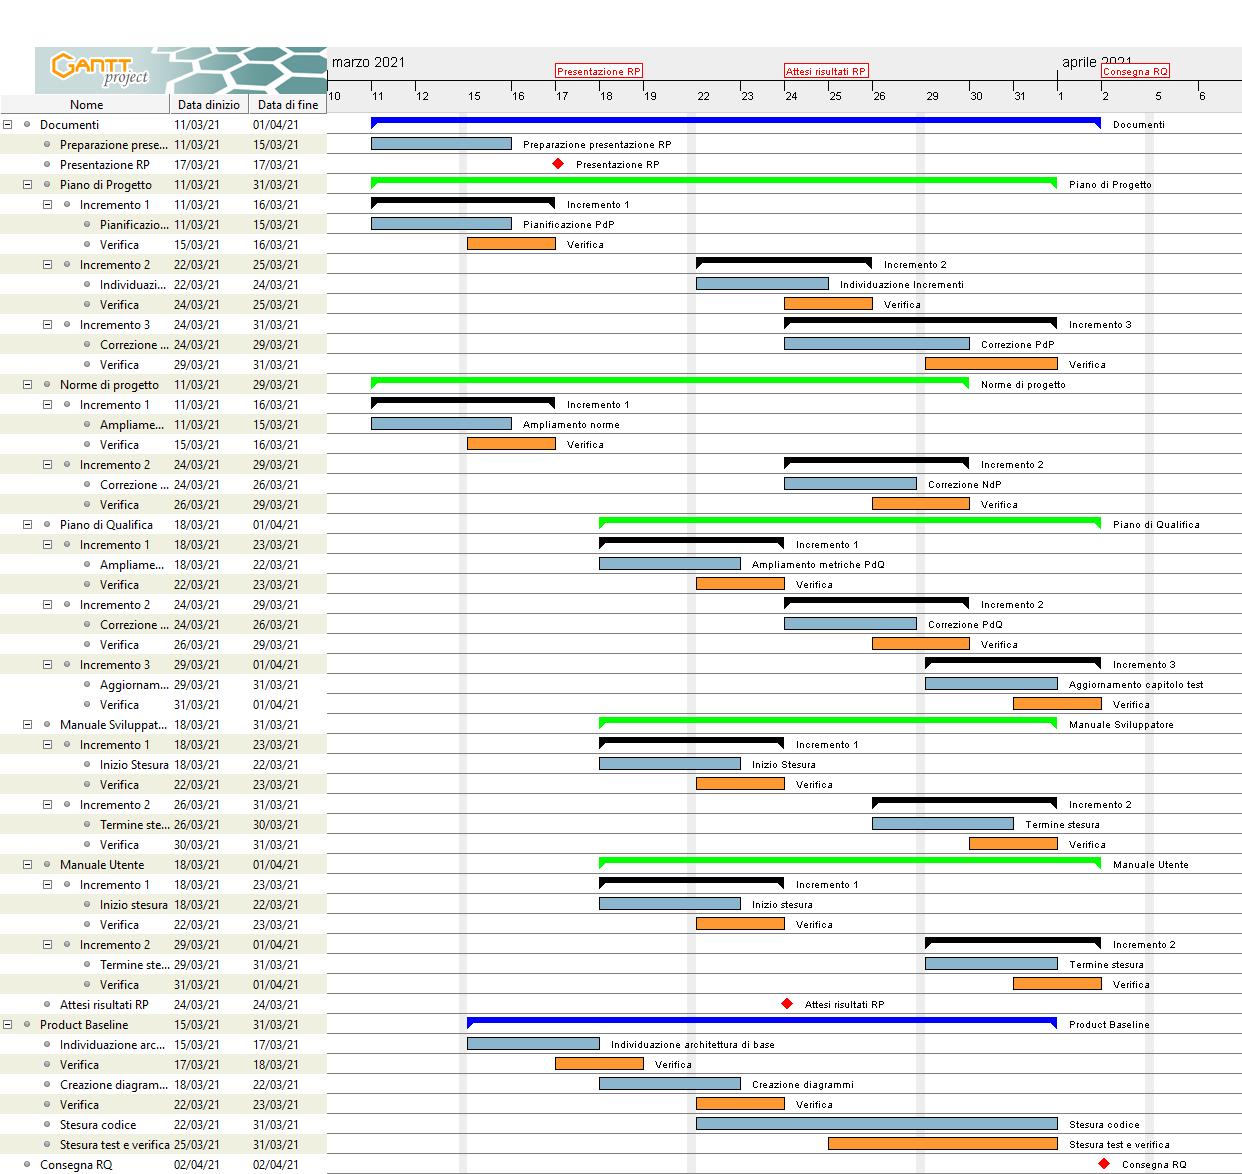 GANTT project
marzo 2021
aprile 2021
Presentazione RP
Attesi risultati RP
Consegna RQ
Nome Data dinizio Data di fine
10 11 12 15 16 17 18 19 22 23 24 25 26 29 30 31 1 2 5 6
Documenti 11/03/21 01/04/21 Documenti
Preparazione prese... 11/03/21 15/03/21 Preparazione presentazione RP
Presentazione RP 17/03/21 17/03/21 Presentazione RP
Piano di Progetto 11/03/21 31/03/21 Piano di Progetto
Incremento 1 11/03/21 16/03/21 Incremento 1
Pianificazio... 11/03/21 15/03/21 Pianificazione PdP
Verifica 15/03/21 16/03/21 Verifica
Incremento 2 22/03/21 25/03/21 Incremento 2
Individuazi... 22/03/21 24/03/21 Individuazione Incrementi
Verifica 24/03/21 25/03/21 Verifica
Incremento 3 24/03/21 31/03/21 Incremento 3
Correzione ... 24/03/21 29/03/21 Correzione PdP
Verifica 29/03/21 31/03/21 Verifica
Norme di progetto 11/03/21 29/03/21 Norme di progetto
Incremento 1 11/03/21 16/03/21 Incremento 1
Ampliame... 11/03/21 15/03/21 Ampliamento norme
Verifica 15/03/21 16/03/21 Verifica
Incremento 2 24/03/21 29/03/21 Incremento 2
Correzione ... 24/03/21 26/03/21 Correzione NdP
Verifica 26/03/21 29/03/21 Verifica
Piano di Qualifica 18/03/21 01/04/21 Piano di Qualifica
Incremento 1 18/03/21 23/03/21 Incremento 1
Ampliame... 18/03/21 22/03/21 Ampliamento metriche PdQ
Verifica 22/03/21 23/03/21 Verifica
Incremento 2 24/03/21 29/03/21 Incremento 2
Correzione ... 24/03/21 26/03/21 Correzione PdQ
Verifica 26/03/21 29/03/21 Verifica
Incremento 3 29/03/21 01/04/21 Incremento 3
Aggiornam... 29/03/21 31/03/21 Aggiornamento capitolo test
Verifica 31/03/21 01/04/21 Verifica
Manuale Sviluppat... 18/03/21 31/03/21 Manuale Sviluppatore
Incremento 1 18/03/21 23/03/21 Incremento 1
Inizio Stesura 18/03/21 22/03/21 Inizio Stesura
Verifica 22/03/21 23/03/21 Verifica
Incremento 2 26/03/21 31/03/21 Incremento 2
Termine ste... 26/03/21 30/03/21 Termine stesura
Verifica 30/03/21 31/03/21 Verifica
Manuale Utente 18/03/21 01/04/21 Manuale Utente
Incremento 1 18/03/21 23/03/21 Incremento 1
Inizio stesura 18/03/21 22/03/21 Inizio stesura
Verifica 22/03/21 23/03/21 Verifica
Incremento 2 29/03/21 01/04/21 Incremento 2
Termine ste... 29/03/21 31/03/21 Termine stesura
Verifica 31/03/21 01/04/21 Verifica
Attesi risultati RP 24/03/21 24/03/21 Attesi risultati RP
Product Baseline 15/03/21 31/03/21 Product Baseline
Individuazione arc... 15/03/21 17/03/21 Individuazione architettura di base
Verifica 17/03/21 18/03/21 Verifica
Creazione diagram... 18/03/21 22/03/21 Creazione diagrammi
Verifica 22/03/21 23/03/21 Verifica
Stesura codice 22/03/21 31/03/21 Stesura codice
Stesura test e verifica 25/03/21 31/03/21 Stesura test e verifica
Consegna RQ 02/04/21 02/04/21 Consegna RQ